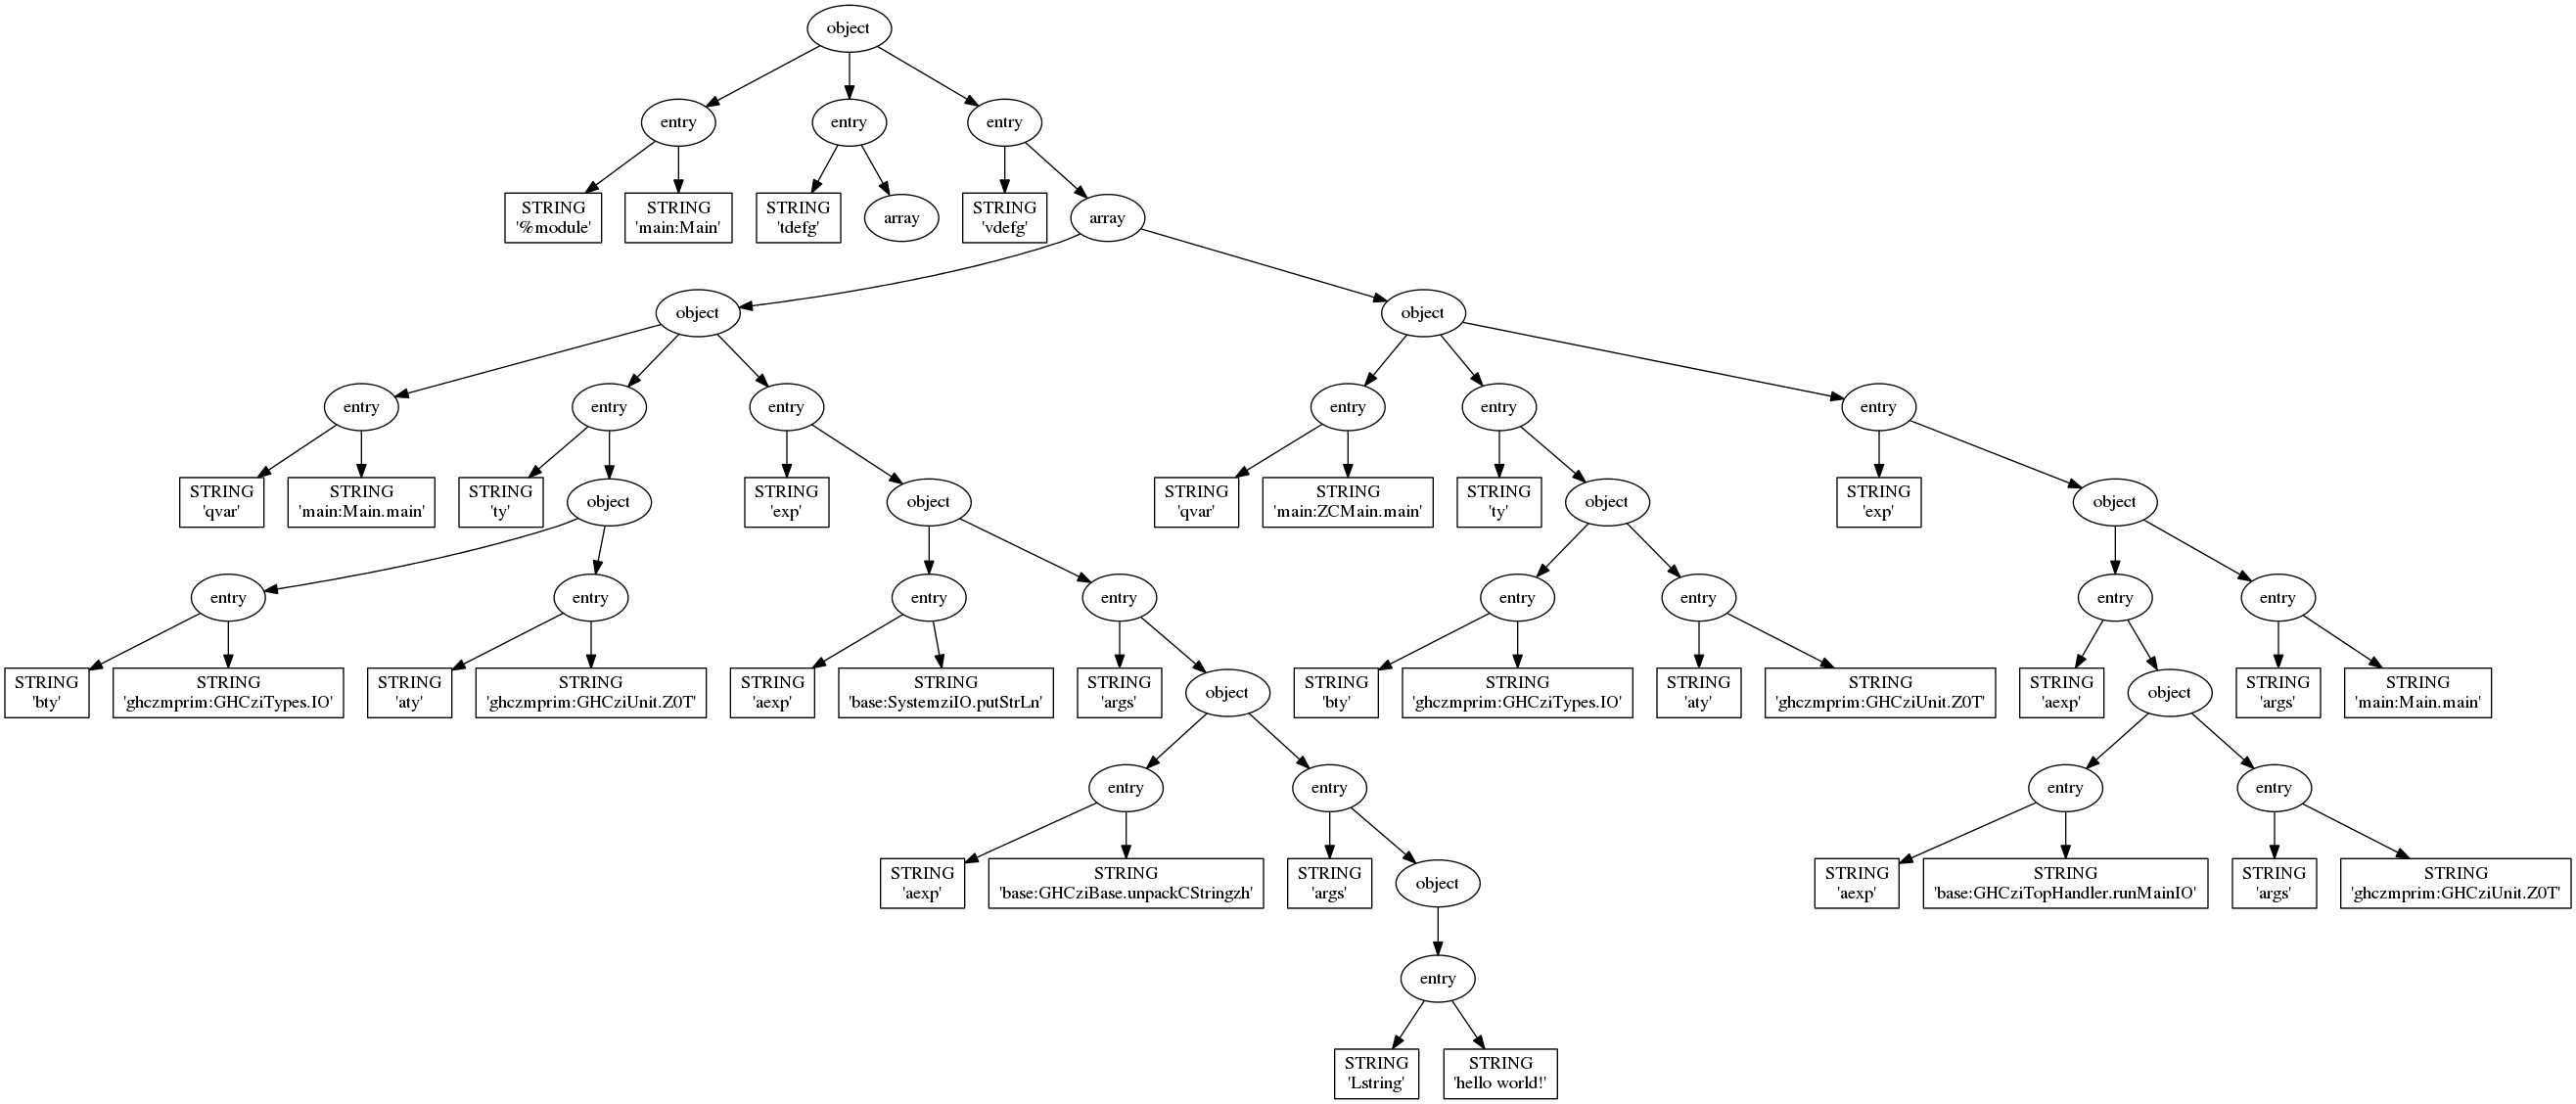 object
entry
entry
entry
STRING
'%module'
STRING
'main:Main'
STRING
'tdefg'
array
STRING
'vdefg'
array
object
object
entry
entry
entry
entry
entry
entry
STRING
'qvar'
STRING
'main:Main.main'
STRING
'ty'
object
STRING
'exp'
object
STRING
'qvar'
STRING
'main:ZCMain.main'
STRING
'ty'
object
STRING
'exp'
object
entry
entry
entry
entry
entry
entry
entry
entry
STRING
'bty'
STRING
'ghczmprim:GHCziTypes.IO'
STRING
'aty'
STRING
'ghczmprim:GHCziUnit.Z0T'
STRING
'aexp'
STRING
'base:SystemziIO.putStrLn'
STRING
'args'
object
STRING
'bty'
STRING
'ghczmprim:GHCziTypes.IO'
STRING
'aty'
STRING
'ghczmprim:GHCziUnit.Z0T'
STRING
'aexp'
object
STRING
'args'
STRING
'main:Main.main'
entry
entry
entry
entry
STRING
'aexp'
STRING
'base:GHCziBase.unpackCStringzh'
STRING
'args'
object
STRING
'aexp'
STRING
'base:GHCziTopHandler.runMainIO'
STRING
'args'
STRING
'ghczmprim:GHCziUnit.Z0T'
entry
STRING
'Lstring'
STRING
'hello world!'